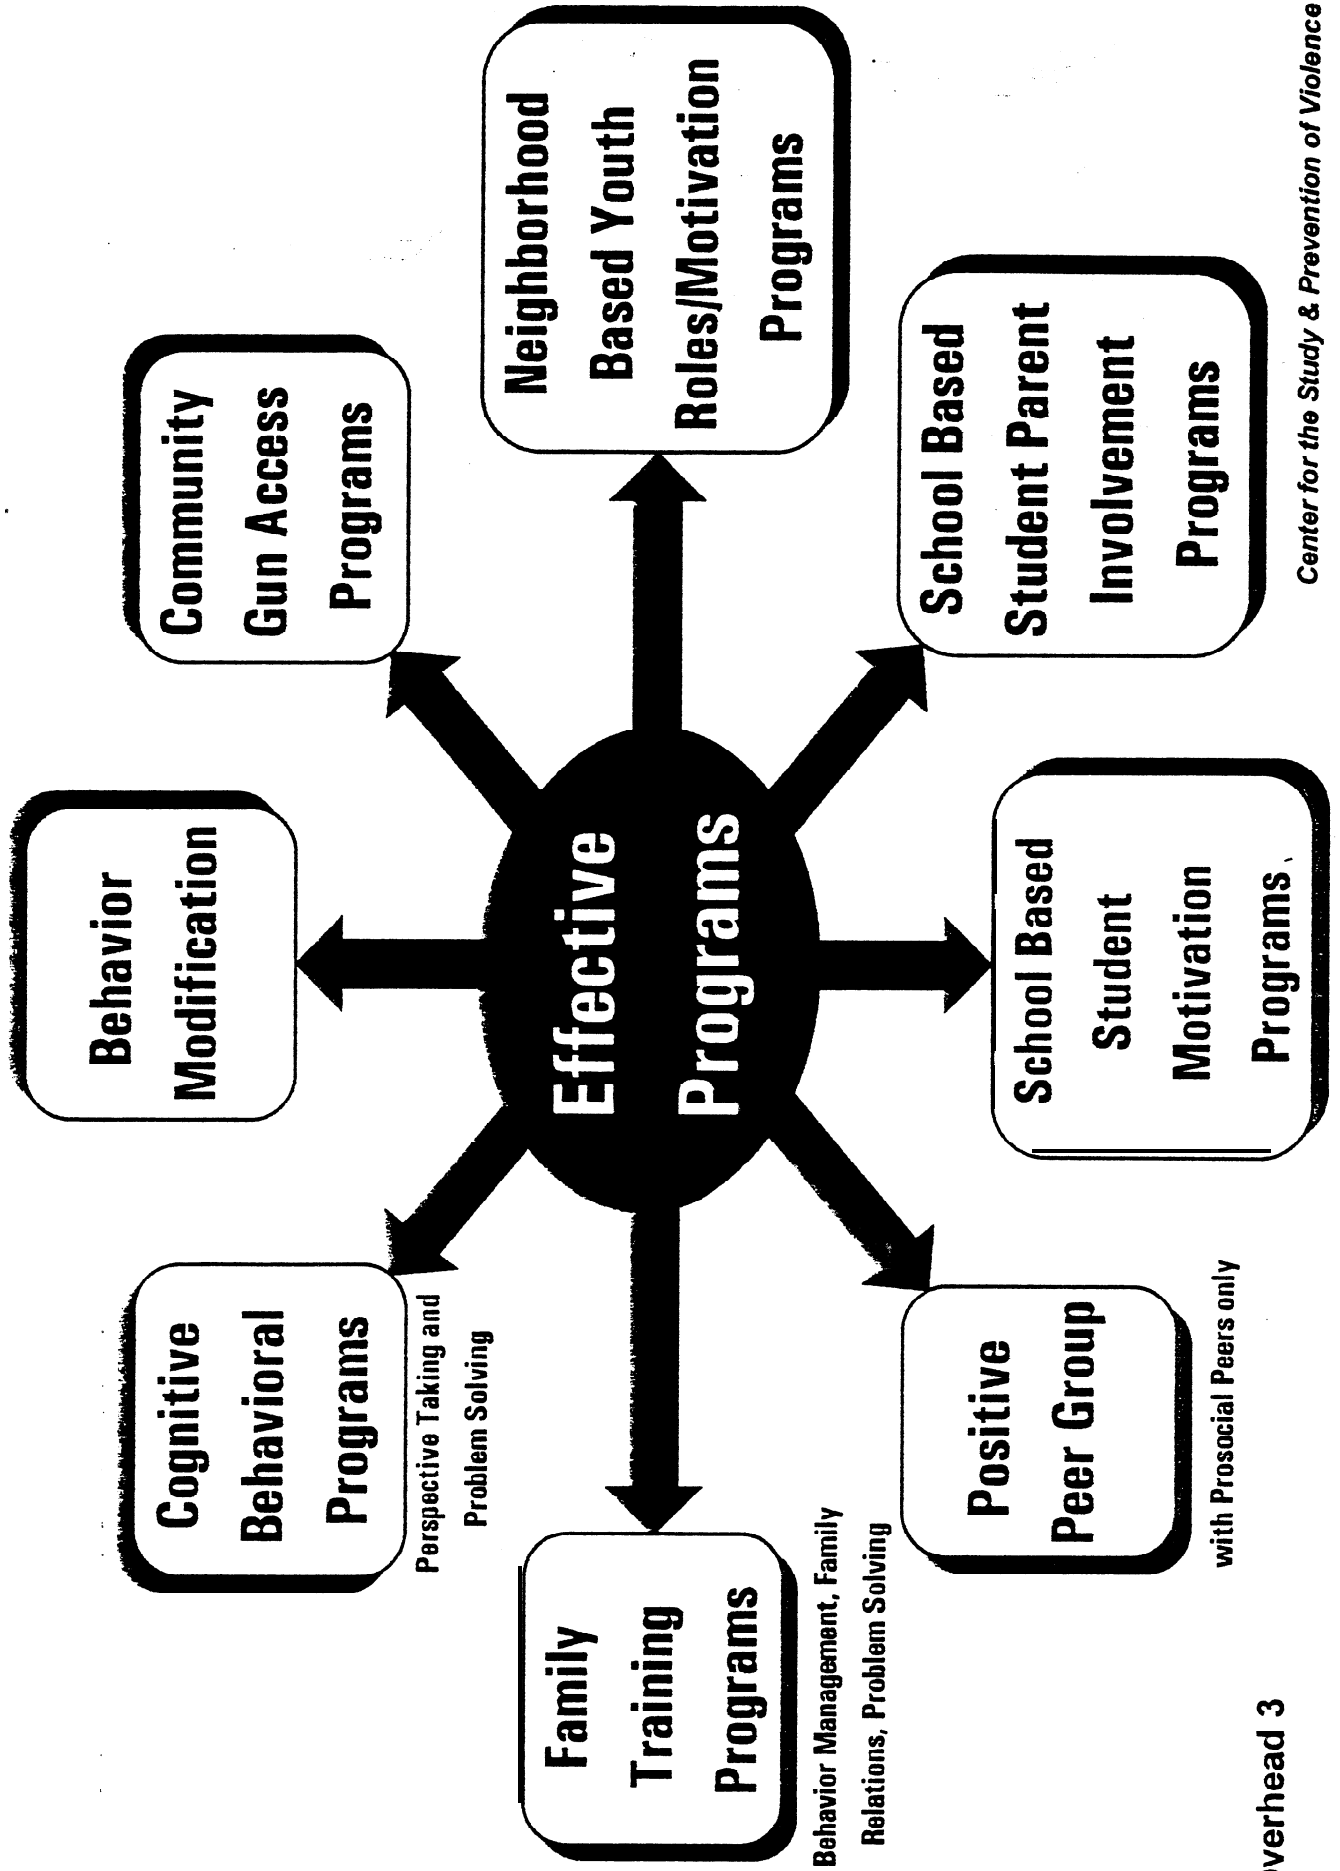 Behavior
Modification
Cognitive
Behavioral
Programs
Perspective Taking and
Problem Solving
Community
Gun Access
Programs
Family
Training
Programs
Behavior Management, Family
Relations, Problem Solving
Effective
Programs
Neighborhood
Based Youth
Roles/Motivation
Programs
Positive
Peer Group
with Prosocial Peers only
School Based
Student
Motivation
Programs
School Based
Student Parent
Involvement
Programs
verhead 3
Center for the Study & Prevention of Violence